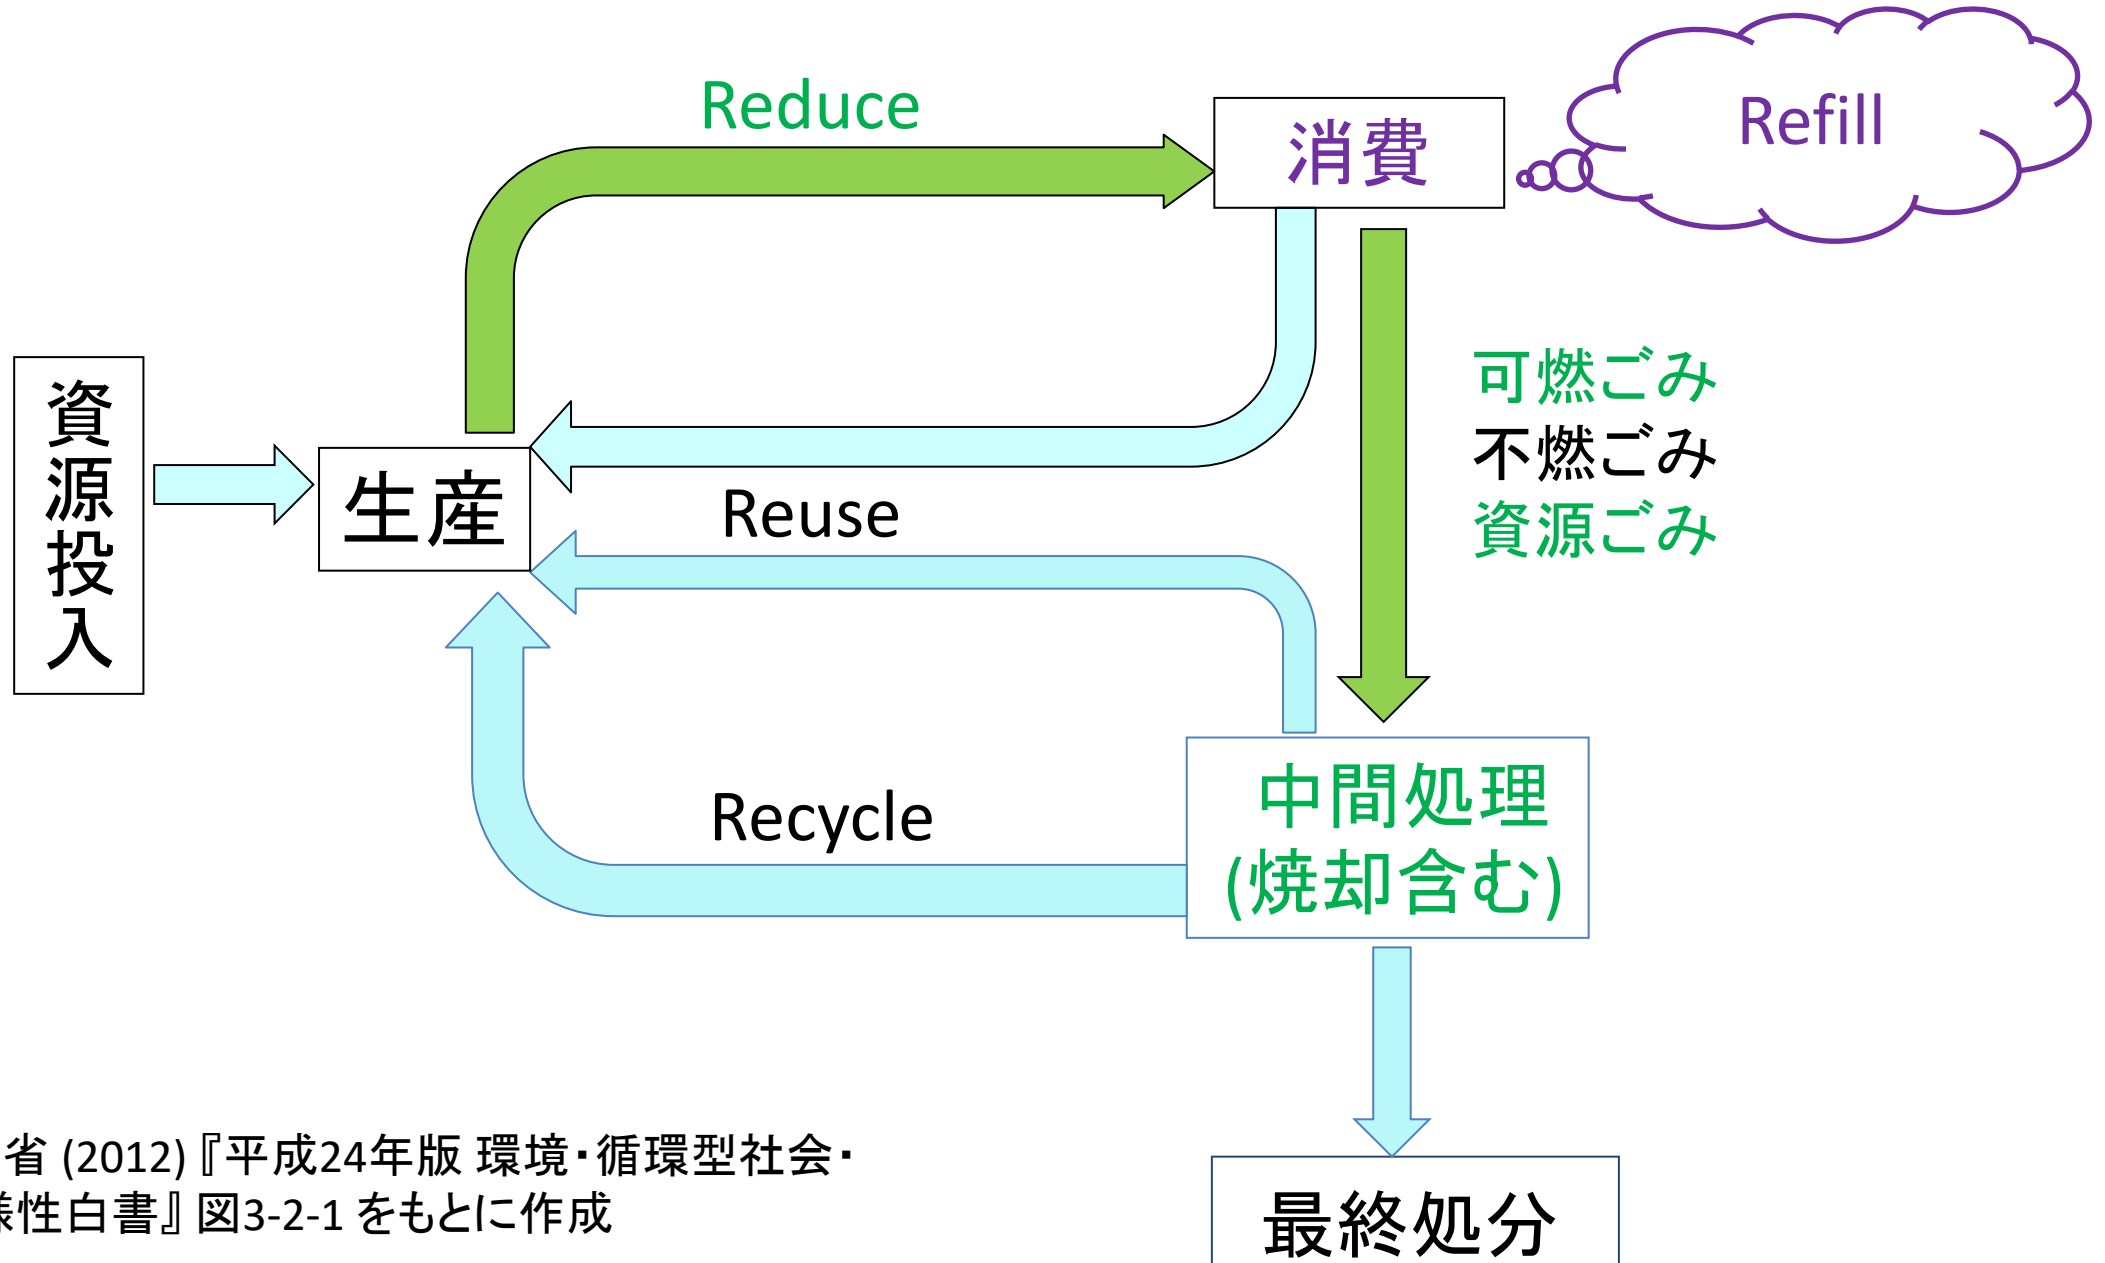 Reduce
消費
Refill
資源投入
生産
可燃ごみ
不燃ごみ
資源ごみ
Reuse
Recycle
中間処理
(焼却含む)
最終処分
省 (2012)『平成24年版 環境・循環型社会・
様性白書』 図3-2-1 をもとに作成